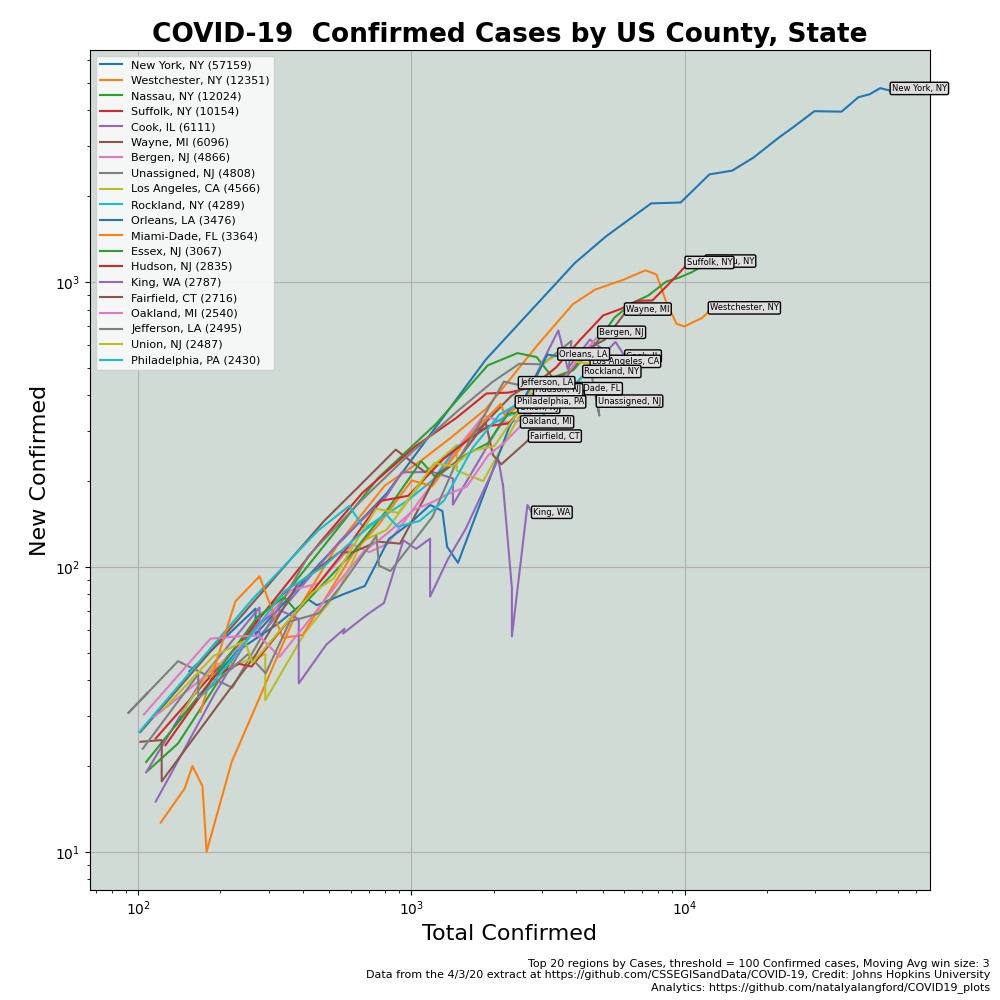 COVID-19  Confirmed Cases by US County, State
New York, NY (57159)
Westchester, NY (12351)
Nassau, NY (12024)
Suffolk, NY (10154)
Cook, IL (6111)
Wayne, MI (6096)
Bergen, NJ (4866)
Unassigned, NJ (4808)
Los Angeles, CA (4566)
Rockland, NY (4289)
Orleans, LA (3476)
Miami-Dade, FL (3364)
Essex, NJ (3067)
Hudson, NJ (2835)
King, WA (2787)
Fairfield, CT (2716)
Oakland, MI (2540)
Jefferson, LA (2495)
Union, NJ (2487)
Philadelphia, PA (2430)
New York, NY
Suffolk, NY
u, NY
Westchester, NY
Wayne, MI
Bergen, NJ
Orleans, LA
Los Angeles, CA
Rockland, NY
Jefferson, LA
Dade, FL
Philadelphia, PA
Unassigned, NJ
Oakland, MI
Fairfield, CT
King, WA
New Confirmed
10³
10²
10¹
10²
10³
10⁴
Total Confirmed
Top 20 regions by Cases, threshold = 100 Confirmed cases, Moving Avg win size: 3
Data from the 4/3/20 extract at https://github.com/CSSEGISandData/COVID-19, Credit: Johns Hopkins University
Analytics: https://github.com/natalyalangford/COVID19_plots